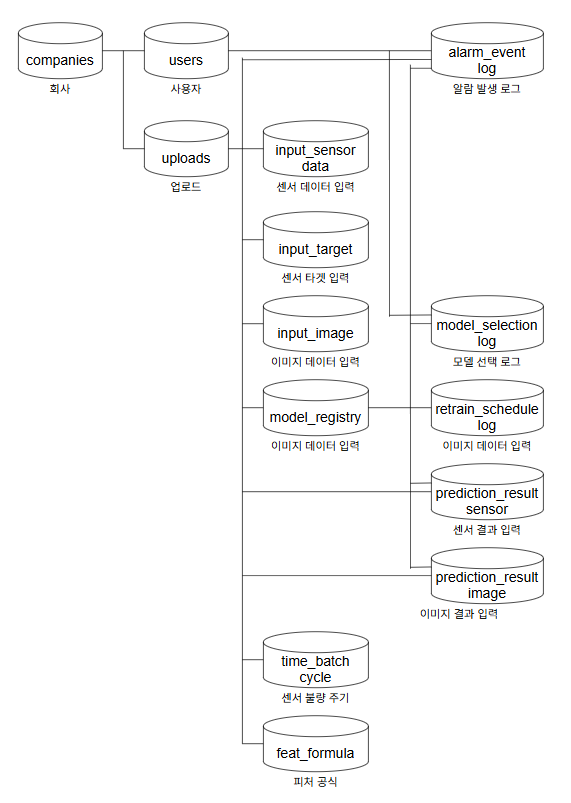 companies
회사
users
사용자
alarm_event
log
알람 발생 로그
uploads
업로드
input_sensor
data
센서 데이터 입력
input_target
센서 타겟 입력
input_image
이미지 데이터 입력
model_selection
log
모델 선택 로그
model_registry
이미지 데이터 입력
retrain_schedule
log
이미지 데이터 입력
prediction_result
sensor
센서 결과 입력
prediction_result
image
이미지 결과 입력
time_batch
cycle
센서 불량 주기
feat_formula
피처 공식